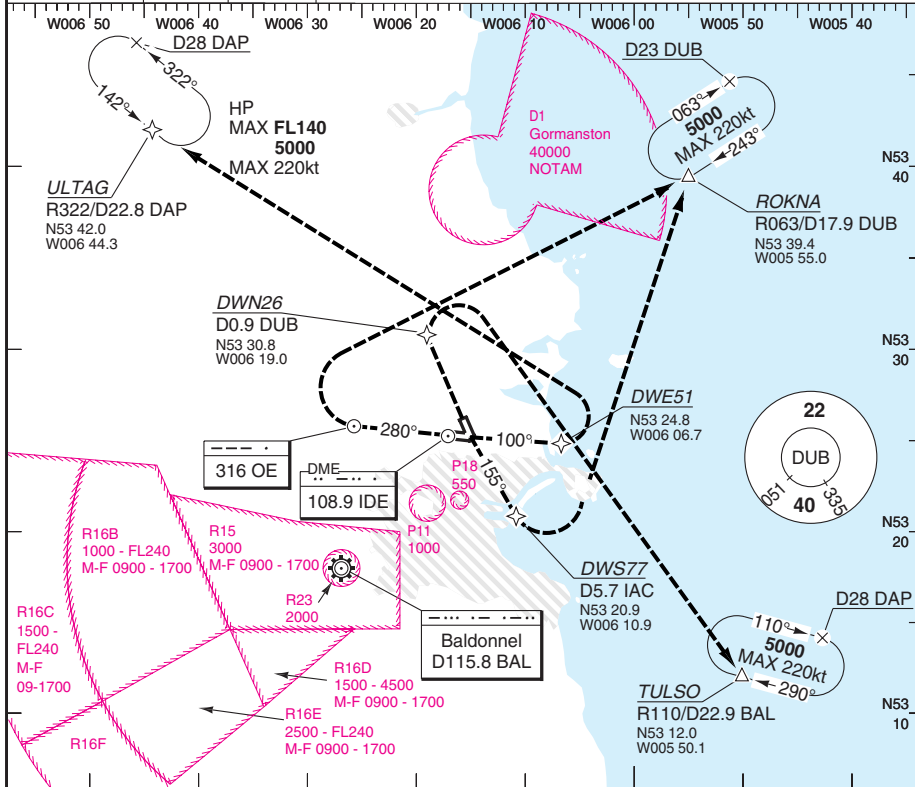 W006 50
W006 40
W006 30
W006 20
W006 10
W006 00
W005 50
W005 40
D28 DAP
322°
142°
HP
MAX FL140
5000
MAX 220kt
ULTAG
R322/D22.8 DAP
N53 42.0
W006 44.3
D1
Gormanston
40000
NOTAM
D23 DUB
063°
5000
MAX 220kt
243°
N53
40
ROKNA
R063/D17.9 DUB
N53 39.4
W005 55.0
DWN26
D0.9 DUB
N53 30.8
W006 19.0
N53
30
DWE51
N53 24.8
W006 06.7
280°
100°
155°
316 OE
DME
108.9 IDE
P18
550
P11
1000
22
DUB
051
335
40
R16B
1000 - FL240
M-F 0900 - 1700
R15
3000
M-F 0900 - 1700
R23
2000
N53
20
DWS77
D5.7 IAC
N53 20.9
W006 10.9
R16C
1500 -
FL240
M-F
09-1700
Baldonnel
D115.8 BAL
D28 DAP
110°
5000
MAX 220kt
290°
R16D
1500 - 4500
M-F 0900 - 1700
R16E
2500 - FL240
M-F 0900 - 1700
R16F
TULSO
R110/D22.9 BAL
N53 12.0
W005 50.1
N53
10